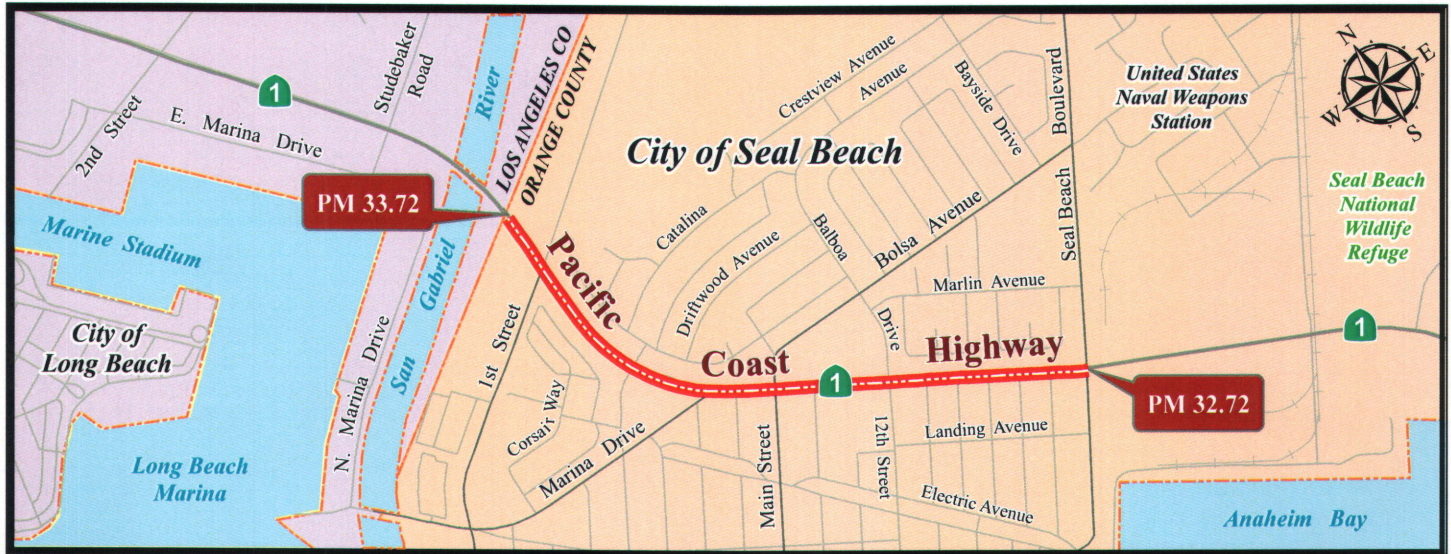 2nd Street
1
E. Marina Drive
Studebaker
Road
River
LOS ANGELES CO
ORANGE COUNTY
PM 33.72
Marine Stadium
City of
Long Beach
Long Beach
Marina
N. Marina Drive
San
Gabriel
1st Street
Corsair Way
Marina Drive
Pacific
Coast
Highway
1
City of Seal Beach
Crestview Avenue
Catalina
Avenue
Driftwood Avenue
Balboa
Drive
Bolsa Avenue
Bayside Drive
Seal Beach
Boulevard
Marlin Avenue
Main Street
12th Street
Landing Avenue
Electric Avenue
United States
Naval Weapons
Station
N
E
S
W
Seal Beach
National
Wildlife
Refuge
1
PM 32.72
Anaheim Bay